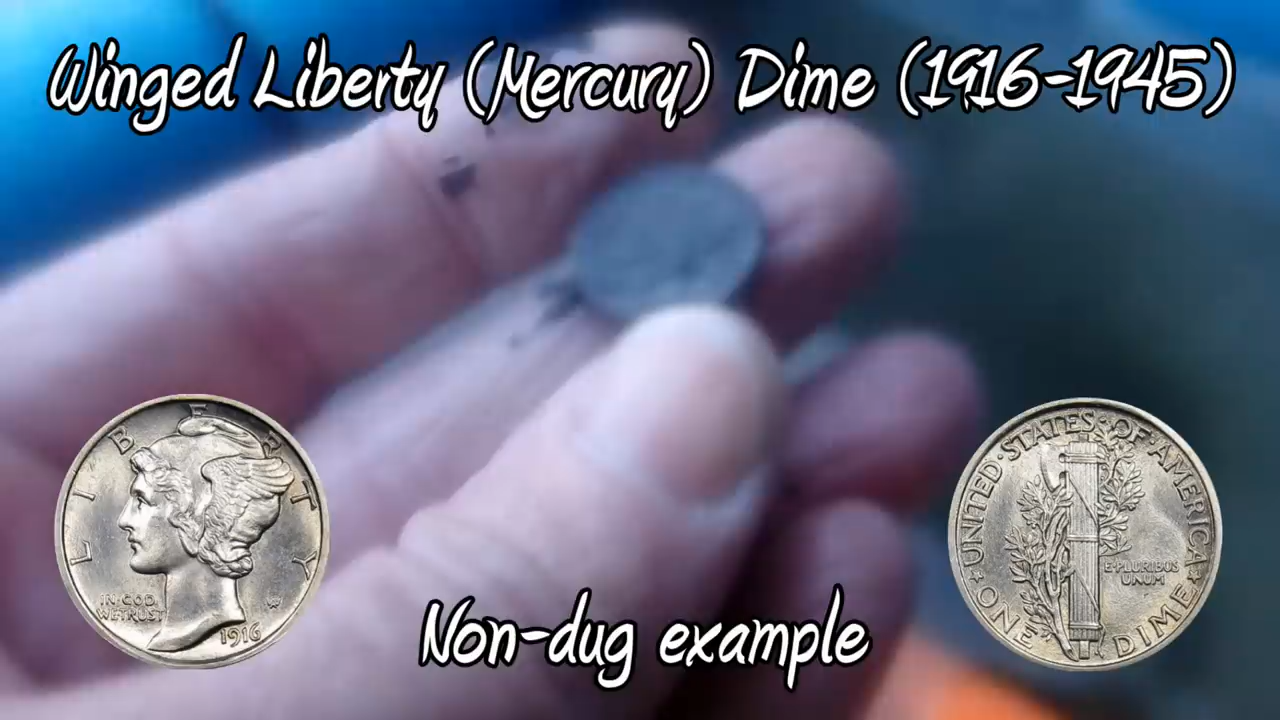 Winged Liberty (Mercury) Dime (1916-1945)
LIBERTY
IN GOD
WE TRUST
1916
UNITED STATES OF AMERICA
E PLURIBUS
UNUM
ONE DIME
Non-dug example